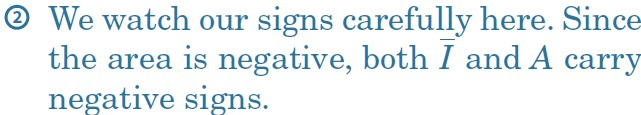 ② We watch our signs carefully here. Since
the area is negative, both Ī and A carry
negative signs.